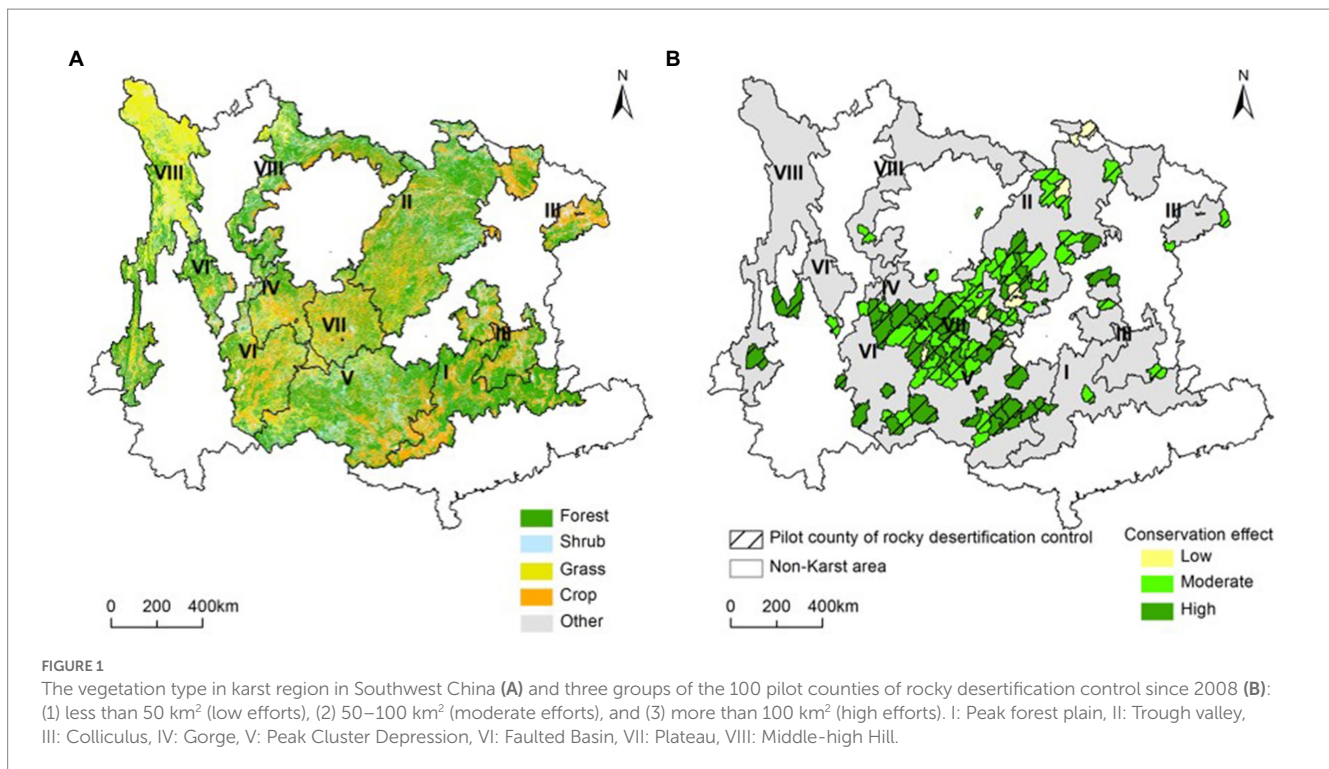 A
N
VIII
VIII
II
III
VI
IV
VII
VI
III
V
I
Forest
Shrub
Grass
Crop
Other
0 200 400km
B
N
VIII
VIII
II
III
VI
IV
VII
VI
III
V
I
Pilot county of rocky desertification control
Non-Karst area
Conservation effect
Low
Moderate
High
0 200 400km
FIGURE 1
The vegetation type in karst region in Southwest China (A) and three groups of the 100 pilot counties of rocky desertification control since 2008 (B):
(1) less than 50 km² (low efforts), (2) 50–100 km² (moderate efforts), and (3) more than 100 km² (high efforts). I: Peak forest plain, II: Trough valley,
III: Colliculus, IV: Gorge, V: Peak Cluster Depression, VI: Faulted Basin, VII: Plateau, VIII: Middle-high Hill.